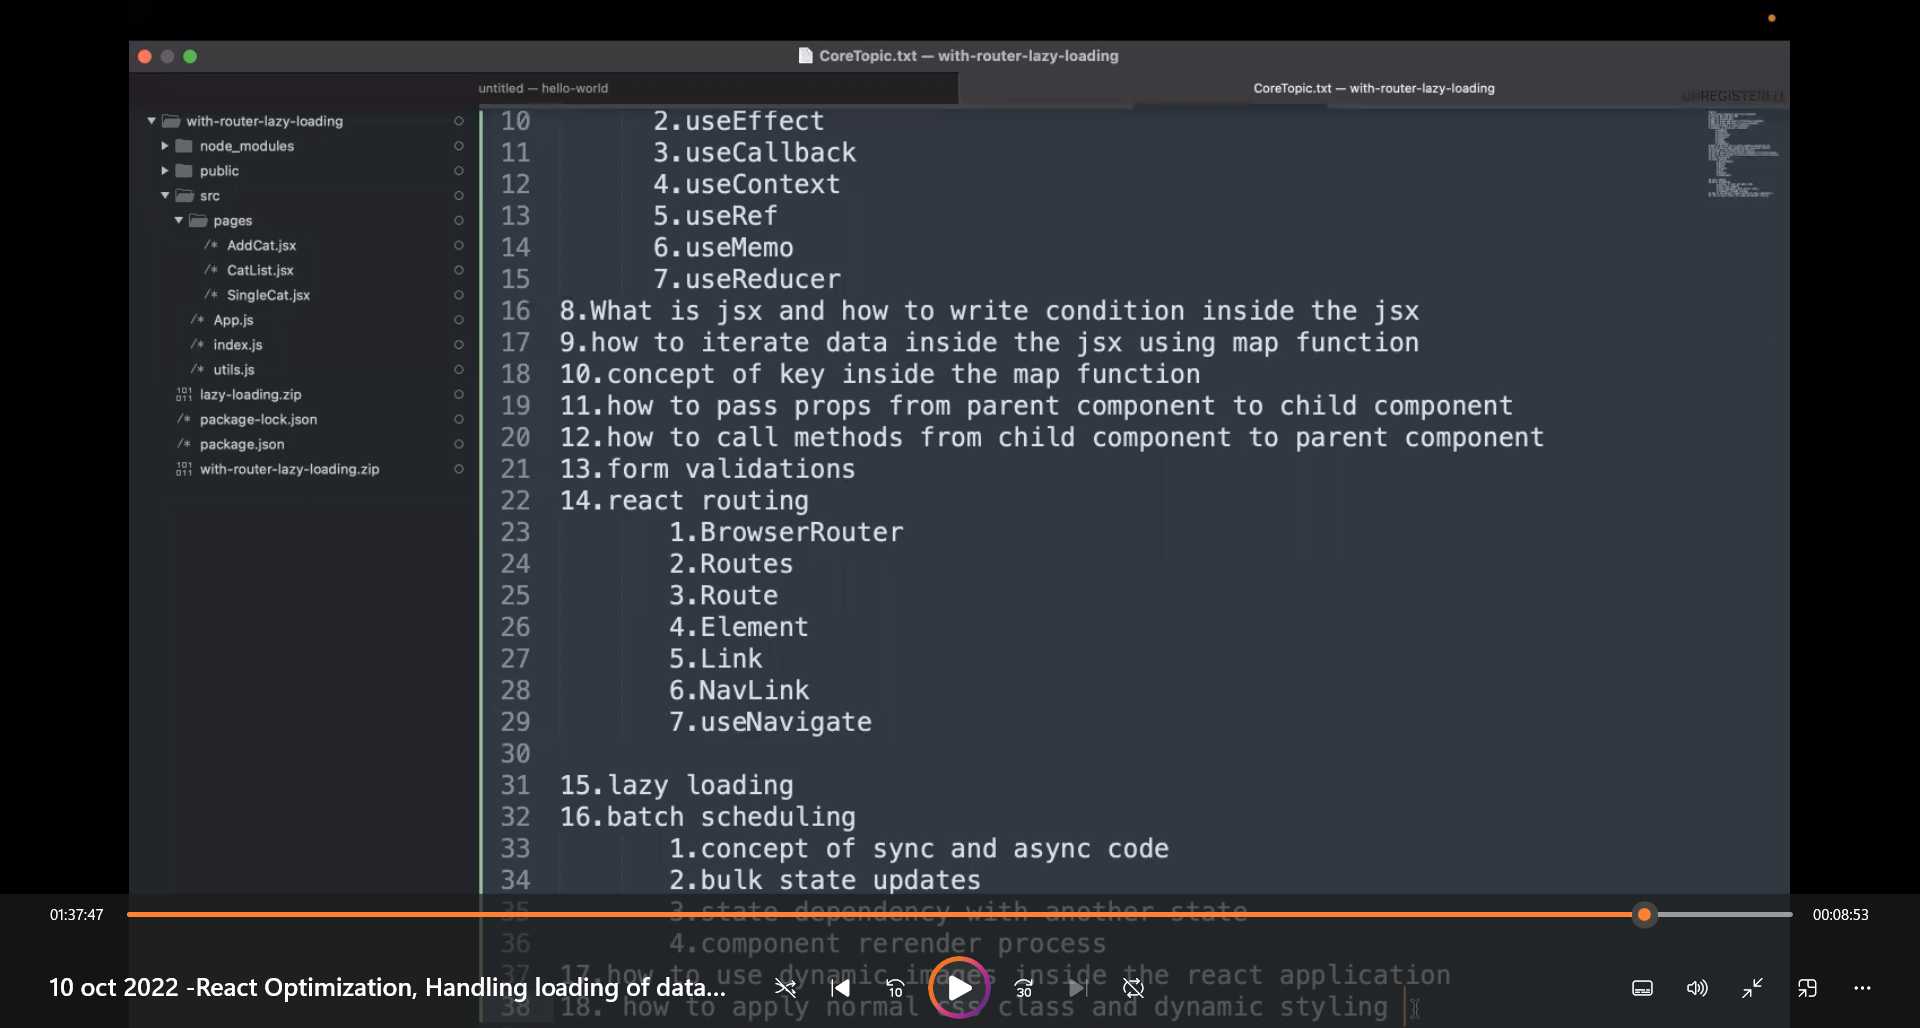 CoreTopic.txt — with-router-lazy-loading
untitled — hello-world
CoreTopic.txt — with-router-lazy-loading
UNREGISTERED
with-router-lazy-loading
node_modules
public
src
pages
/* AddCat.jsx
/* CatList.jsx
/* SingleCat.jsx
/* App.js
/* index.js
/* utils.js
lazy-loading.zip
/* package-lock.json
/* package.json
with-router-lazy-loading.zip
10 2.useEffect
11 3.useCallback
12 4.useContext
13 5.useRef
14 6.useMemo
15 7.useReducer
16 8.What is jsx and how to write condition inside the jsx
17 9.how to iterate data inside the jsx using map function
18 10.concept of key inside the map function
19 11.how to pass props from parent component to child component
20 12.how to call methods from child component to parent component
21 13.form validations
22 14.react routing
23 1.BrowserRouter
24 2.Routes
25 3.Route
26 4.Element
27 5.Link
28 6.NavLink
29 7.useNavigate
30
31 15.lazy loading
32 16.batch scheduling
33 1.concept of sync and async code
34 2.bulk state updates
35 3.state dependency with another state
36 4.component rerender process
37 17.how to use dynamic images inside the react application
38 18. how to apply normal css class and dynamic styling
01:37:47
00:08:53
10 oct 2022 -React Optimization, Handling loading of data...
10
30